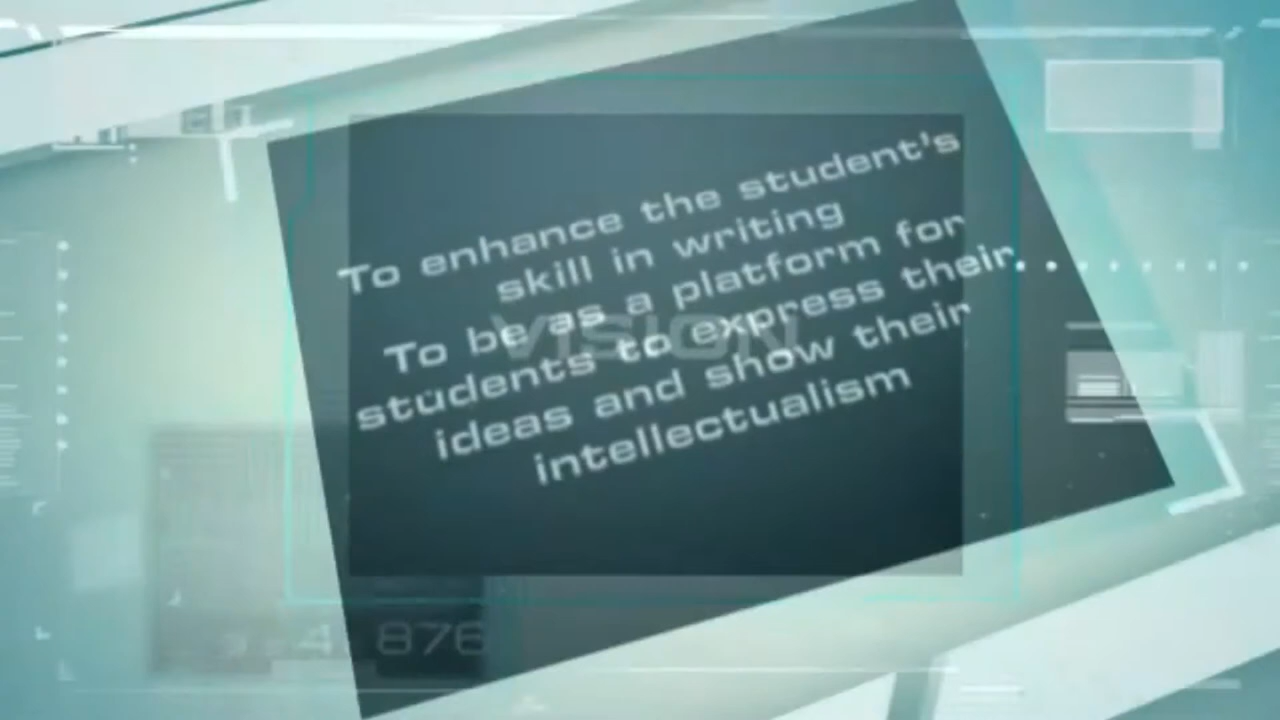 To enhance the student's
skill in writing
To be as a platform for
students to express their
ideas and show their
intellectualism
VISION
4 876